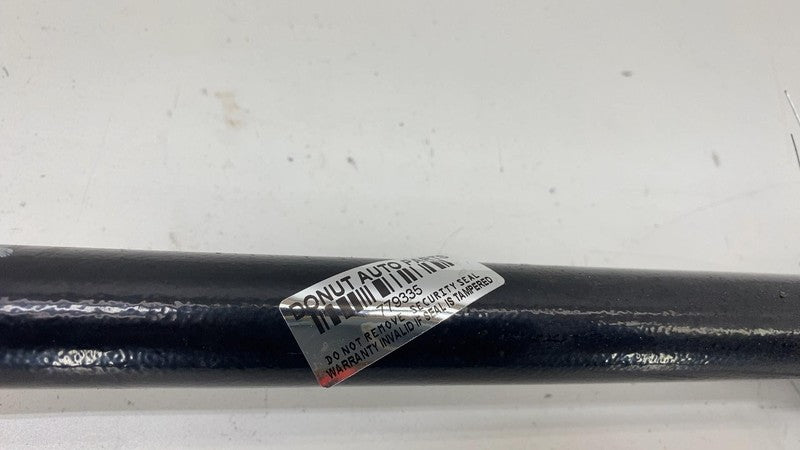 DONUT AUTO PARTS
779335
DO NOT REMOVE SECURITY SEAL
WARRANTY INVALID IF SEAL IS TAMPERED